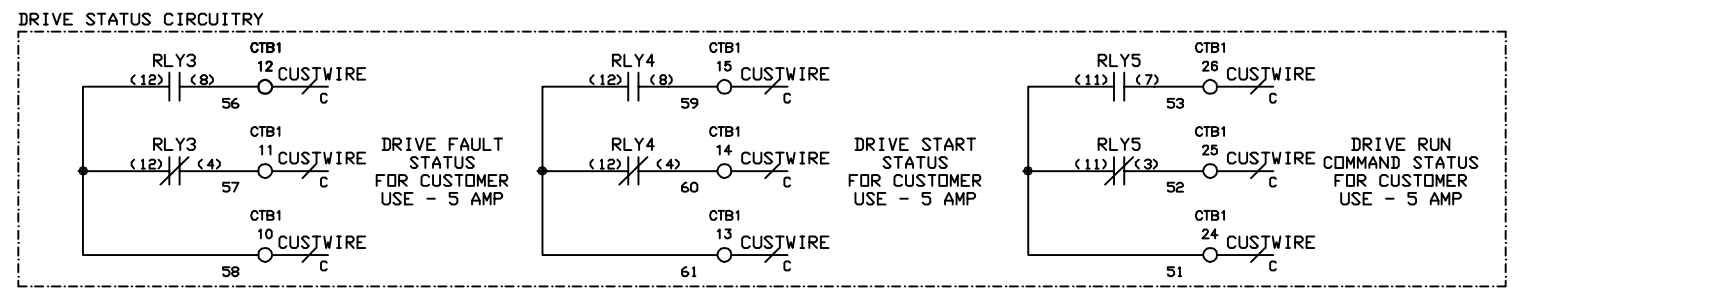 DRIVE STATUS CIRCUITRY
CTB1 CTB1 CTB1
RLY3 12 CUSTWIRE RLY4 15 CUSTWIRE RLY5 26 CUSTWIRE
(12) (8) (12) (8) (11) (7)
56 C 59 C 53 C
CTB1 CTB1 CTB1
RLY3 11 CUSTWIRE RLY4 14 CUSTWIRE RLY5 25 CUSTWIRE
(12) (4) (12) (4) (11) (3)
57 C 60 C 52 C
DRIVE FAULT
STATUS
FOR CUSTOMER
USE - 5 AMP
DRIVE START
STATUS
FOR CUSTOMER
USE - 5 AMP
DRIVE RUN
COMMAND STATUS
FOR CUSTOMER
USE - 5 AMP
CTB1 CTB1 CTB1
10 CUSTWIRE 13 CUSTWIRE 24 CUSTWIRE
58 C 61 C 51 C